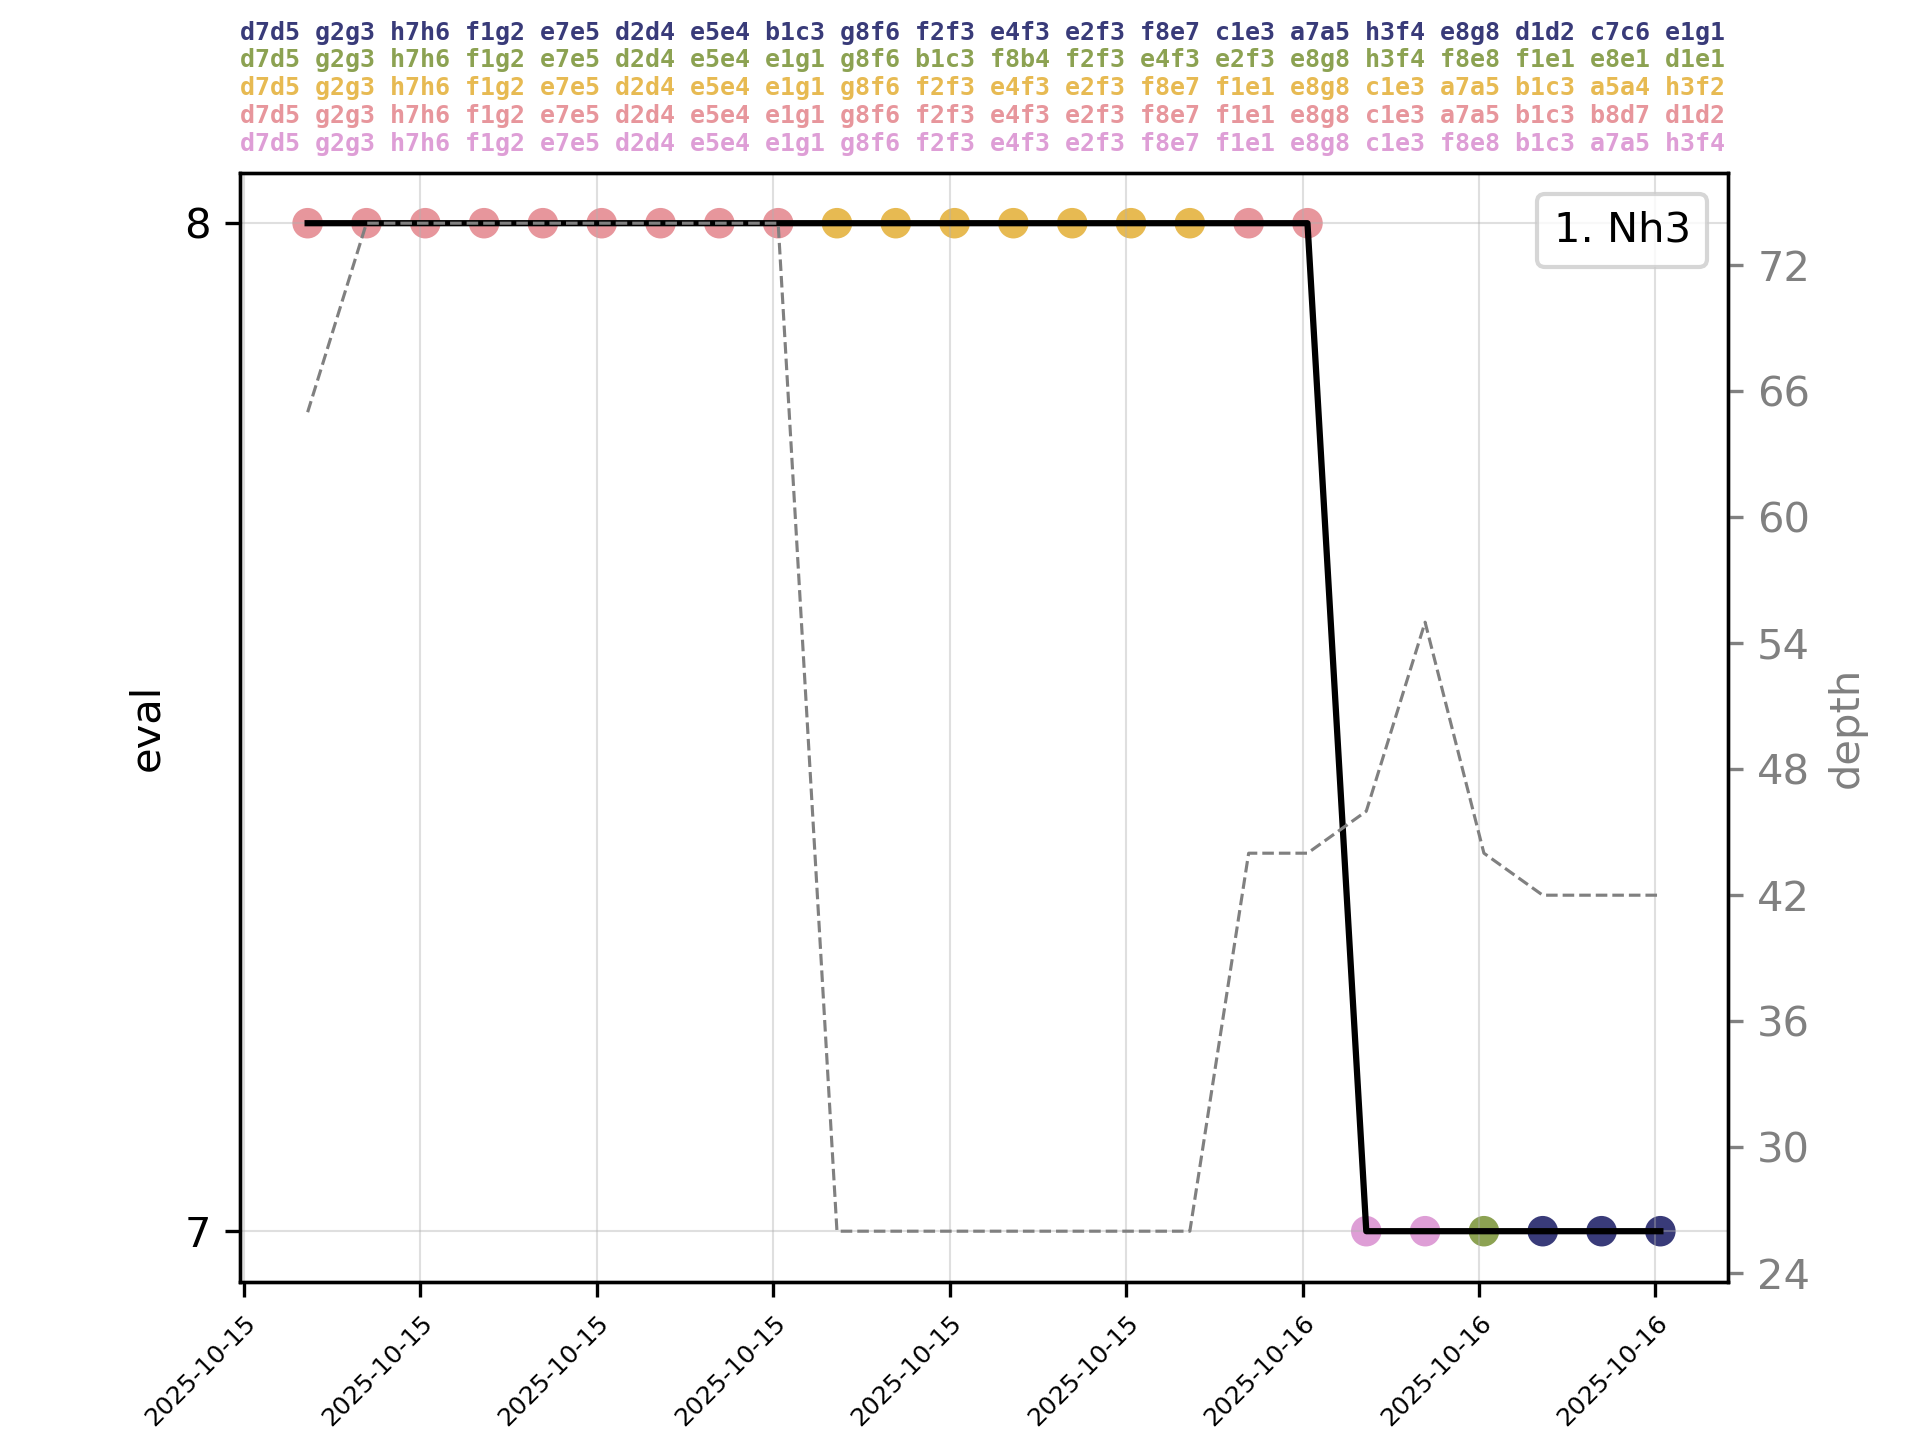 d7d5 g2g3 h7h6 f1g2 e7e5 d2d4 e5e4 b1c3 g8f6 f2f3 e4f3 e2f3 f8e7 c1e3 a7a5 h3f4 e8g8 d1d2 c7c6 e1g1
d7d5 g2g3 h7h6 f1g2 e7e5 d2d4 e5e4 e1g1 g8f6 b1c3 f8b4 f2f3 e4f3 e2f3 e8g8 h3f4 f8e8 f1e1 e8e1 d1e1
d7d5 g2g3 h7h6 f1g2 e7e5 d2d4 e5e4 e1g1 g8f6 f2f3 e4f3 e2f3 f8e7 f1e1 e8g8 c1e3 a7a5 b1c3 a5a4 h3f2
d7d5 g2g3 h7h6 f1g2 e7e5 d2d4 e5e4 e1g1 g8f6 f2f3 e4f3 e2f3 f8e7 f1e1 e8g8 c1e3 a7a5 b1c3 b8d7 d1d2
d7d5 g2g3 h7h6 f1g2 e7e5 d2d4 e5e4 e1g1 g8f6 f2f3 e4f3 e2f3 f8e7 f1e1 e8g8 c1e3 f8e8 b1c3 a7a5 h3f4
1. Nh3
8
7
eval
72
66
60
54
48
42
36
30
24
depth
2025-10-15
2025-10-15
2025-10-15
2025-10-15
2025-10-15
2025-10-15
2025-10-16
2025-10-16
2025-10-16